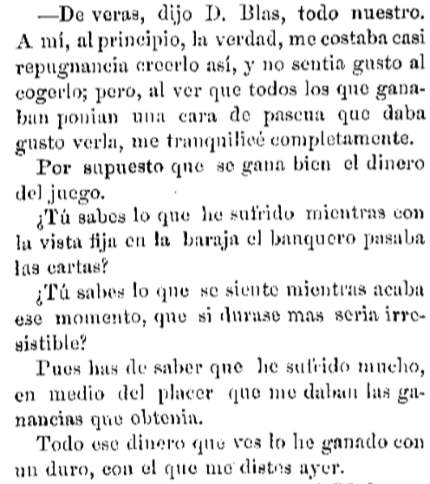 —De veras, dijo D. Blas, todo nuestro.
A mí, al principio, la verdad, me costaba casi
repugnancia creerlo así, y no sentia gusto al
cogerlo; pero, al ver que todos los que gana-
ban ponian una cara de pascua que daba
gusto verla, me tranquilicé completamente.
Por supuesto que se gana bien el dinero
del juego.
¿Tú sabes lo que he sufrido mientras con
la vista fija en la baraja el banquero pasaba
las cartas?
¿Tú sabes lo que se siente mientras acaba
ese momento, que si durase mas seria irre-
sistible?
Pues has de saber que he sufrido mucho,
en medio del placer que me daban las ga-
nancias que obtenia.
Todo ese dinero que ves lo he ganado con
un duro, con el que me distes ayer.